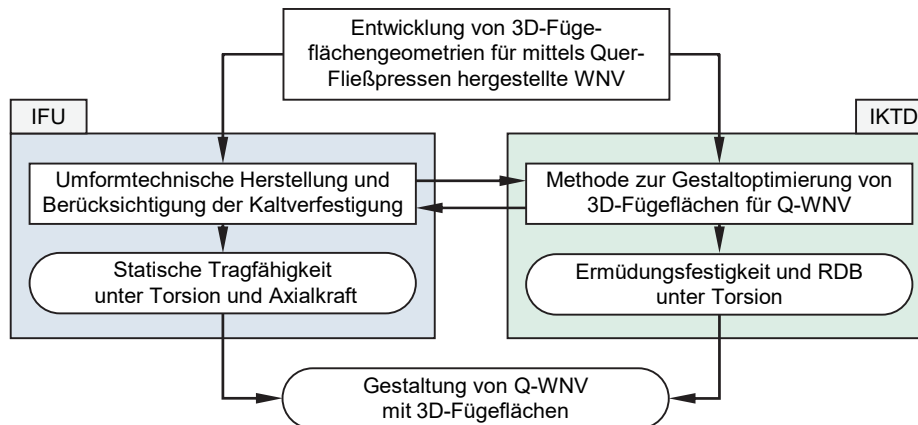 Entwicklung von 3D-Füge-
flächengeometrien für mittels Quer-
Fließpressen hergestellte WNV
IFU
IKTD
Umformtechnische Herstellung und
Berücksichtigung der Kaltverfestigung
Methode zur Gestaltoptimierung von
3D-Fügeflächen für Q-WNV
Statische Tragfähigkeit
unter Torsion und Axialkraft
Ermüdungsfestigkeit und RDB
unter Torsion
Gestaltung von Q-WNV
mit 3D-Fügeflächen